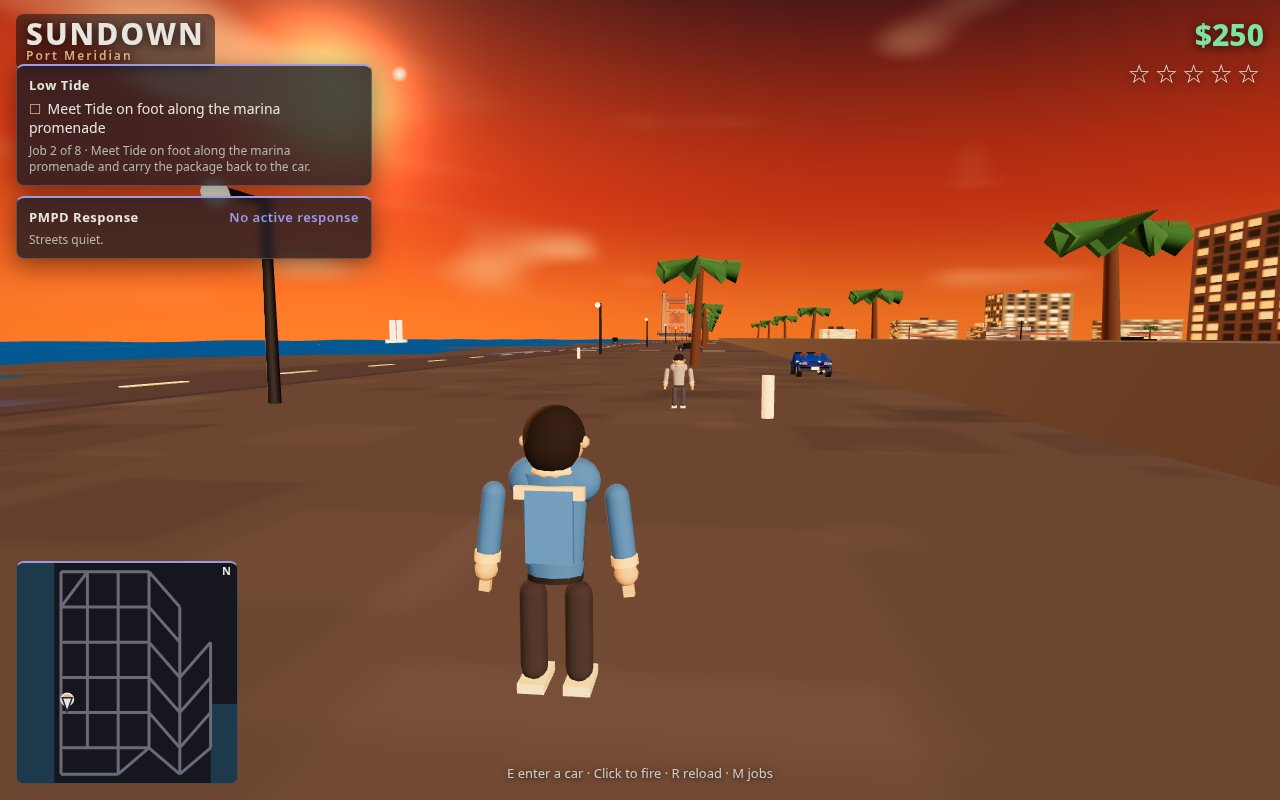 SUNDOWN
Port Meridian
$250
☆☆☆☆☆
Low Tide
☐ Meet Tide on foot along the marina
promenade
Job 2 of 8 · Meet Tide on foot along the marina
promenade and carry the package back to the car.
PMPD Response No active response
Streets quiet.
N
E enter a car · Click to fire · R reload · M jobs